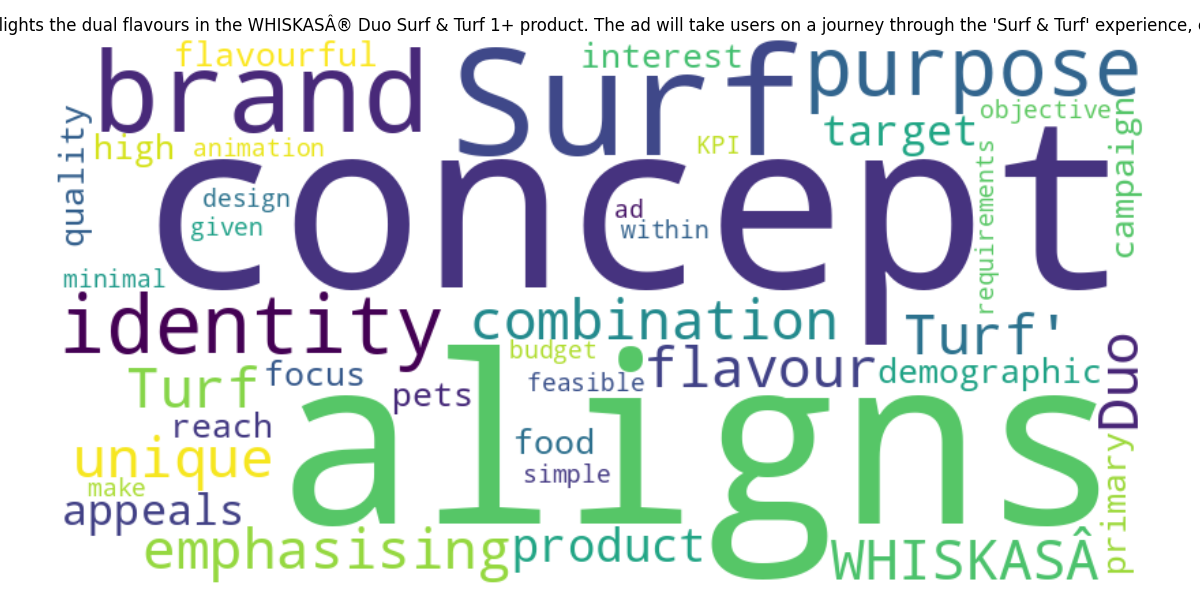 lights the dual flavours in the WHISKASÂ® Duo Surf & Turf 1+ product. The ad will take users on a journey through the 'Surf & Turf' experience,
flavourful
interest
brand
Surf
purpose
quality
high
animation
KPI
target
objective
campaign
concept
design
given
ad
within
requirements
minimal
identity
combination
Turf'
budget
flavour
demographic
Duo
Turf
focus
pets
feasible
aligns
reach
unique
food
simple
make
appeals
primary
emphasising
product
WHISKASÂ